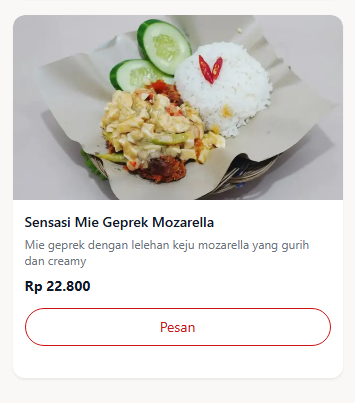 Sensasi Mie Geprek Mozarella
Mie geprek dengan lelehan keju mozarella yang gurih
dan creamy
Rp 22.800
Pesan